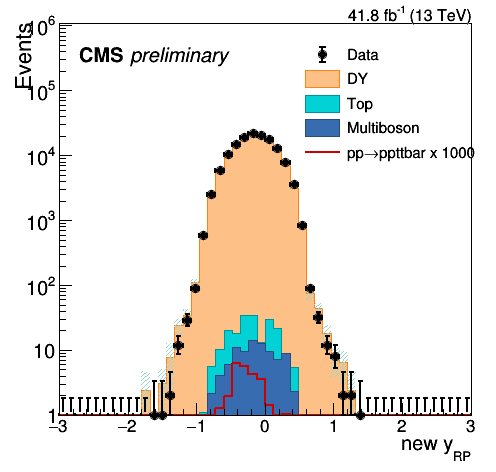 41.8 fb⁻¹ (13 TeV)
Events
CMS preliminary
Data
DY
Top
Multiboson
pp→ppttbar x 1000
10⁶
10⁵
10⁴
10³
10²
10
1
−3 −2 −1 0 1 2 3
new y_RP